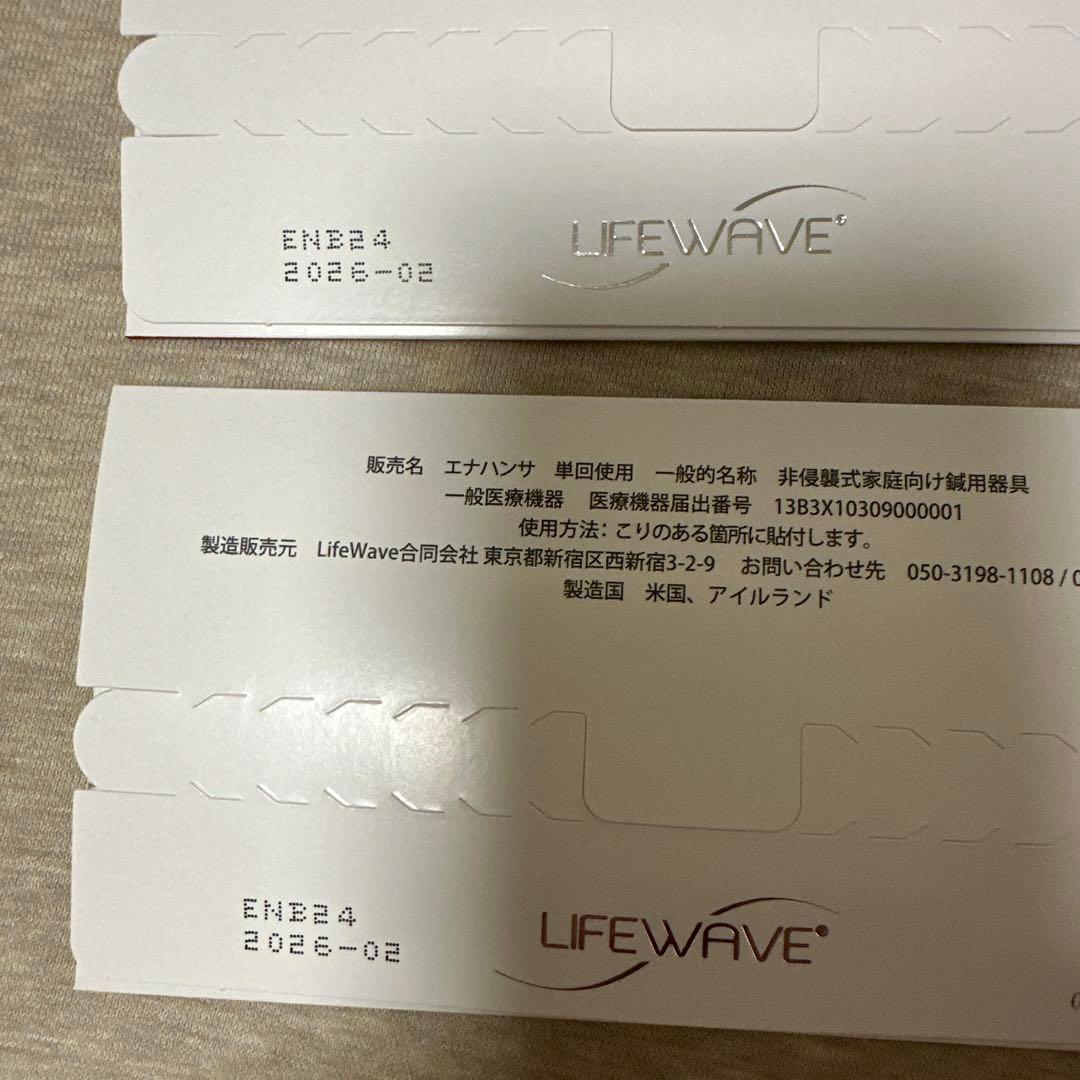 ENB24
2026-02
LIFEWAVE®
販売名 エナハンサ 単回使用 一般的名称 非侵襲式家庭向け鍼用器具
一般医療機器 医療機器届出番号 13B3X10309000001
使用方法：こりのある箇所に貼付します。
製造販売元 LifeWave合同会社 東京都新宿区西新宿3-2-9 お問い合わせ先 050-3198-1108 / 0
製造国 米国、アイルランド
ENB24
2026-02
LIFEWAVE®